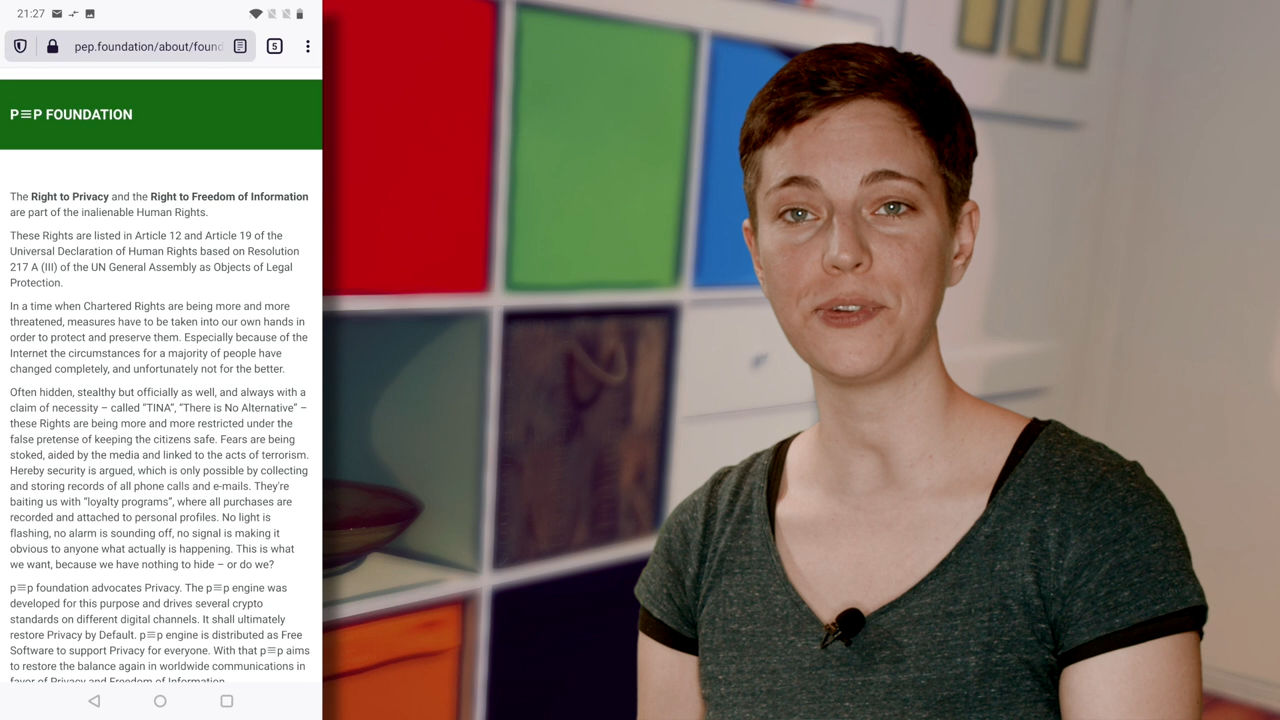 21:27
pep.foundation/about/found
5
P≡P FOUNDATION
The Right to Privacy and the Right to Freedom of Information
are part of the inalienable Human Rights.
These Rights are listed in Article 12 and Article 19 of the
Universal Declaration of Human Rights based on Resolution
217 A (III) of the UN General Assembly as Objects of Legal
Protection.
In a time when Chartered Rights are being more and more
threatened, measures have to be taken into our own hands in
order to protect and preserve them. Especially because of the
Internet the circumstances for a majority of people have
changed completely, and unfortunately not for the better.
Often hidden, stealthy but officially as well, and always with a
claim of necessity – called “TINA”, “There is No Alternative” –
these Rights are being more and more restricted under the
false pretense of keeping the citizens safe. Fears are being
stoked, aided by the media and linked to the acts of terrorism.
Hereby security is argued, which is only possible by collecting
and storing records of all phone calls and e-mails. They're
baiting us with “loyalty programs”, where all purchases are
recorded and attached to personal profiles. No light is
flashing, no alarm is sounding off, no signal is making it
obvious to anyone what actually is happening. This is what
we want, because we have nothing to hide – or do we?
p≡p foundation advocates Privacy. The p≡p engine was
developed for this purpose and drives several crypto
standards on different digital channels. It shall ultimately
restore Privacy by Default. p≡p engine is distributed as Free
Software to support Privacy for everyone. With that p≡p aims
to restore the balance again in worldwide communications in
favor of Privacy and Freedom of Information.